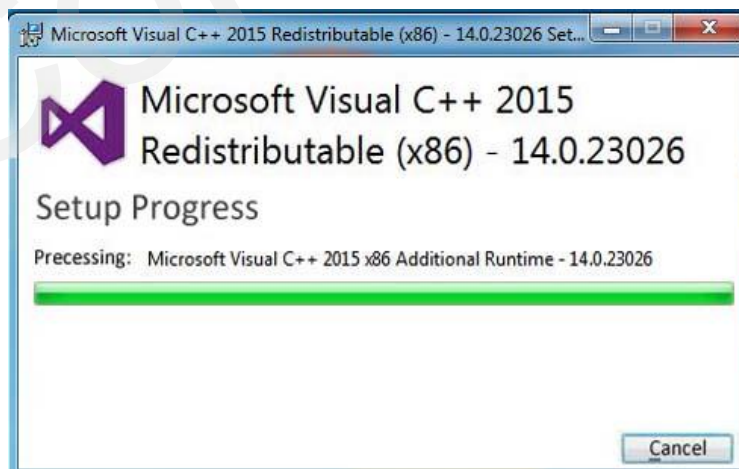 Microsoft Visual C++ 2015 Redistributable (x86) - 14.0.23026 Set...
Microsoft Visual C++ 2015
Redistributable (x86) - 14.0.23026
Setup Progress
Precessing: Microsoft Visual C++ 2015 x86 Additional Runtime - 14.0.23026
Cancel